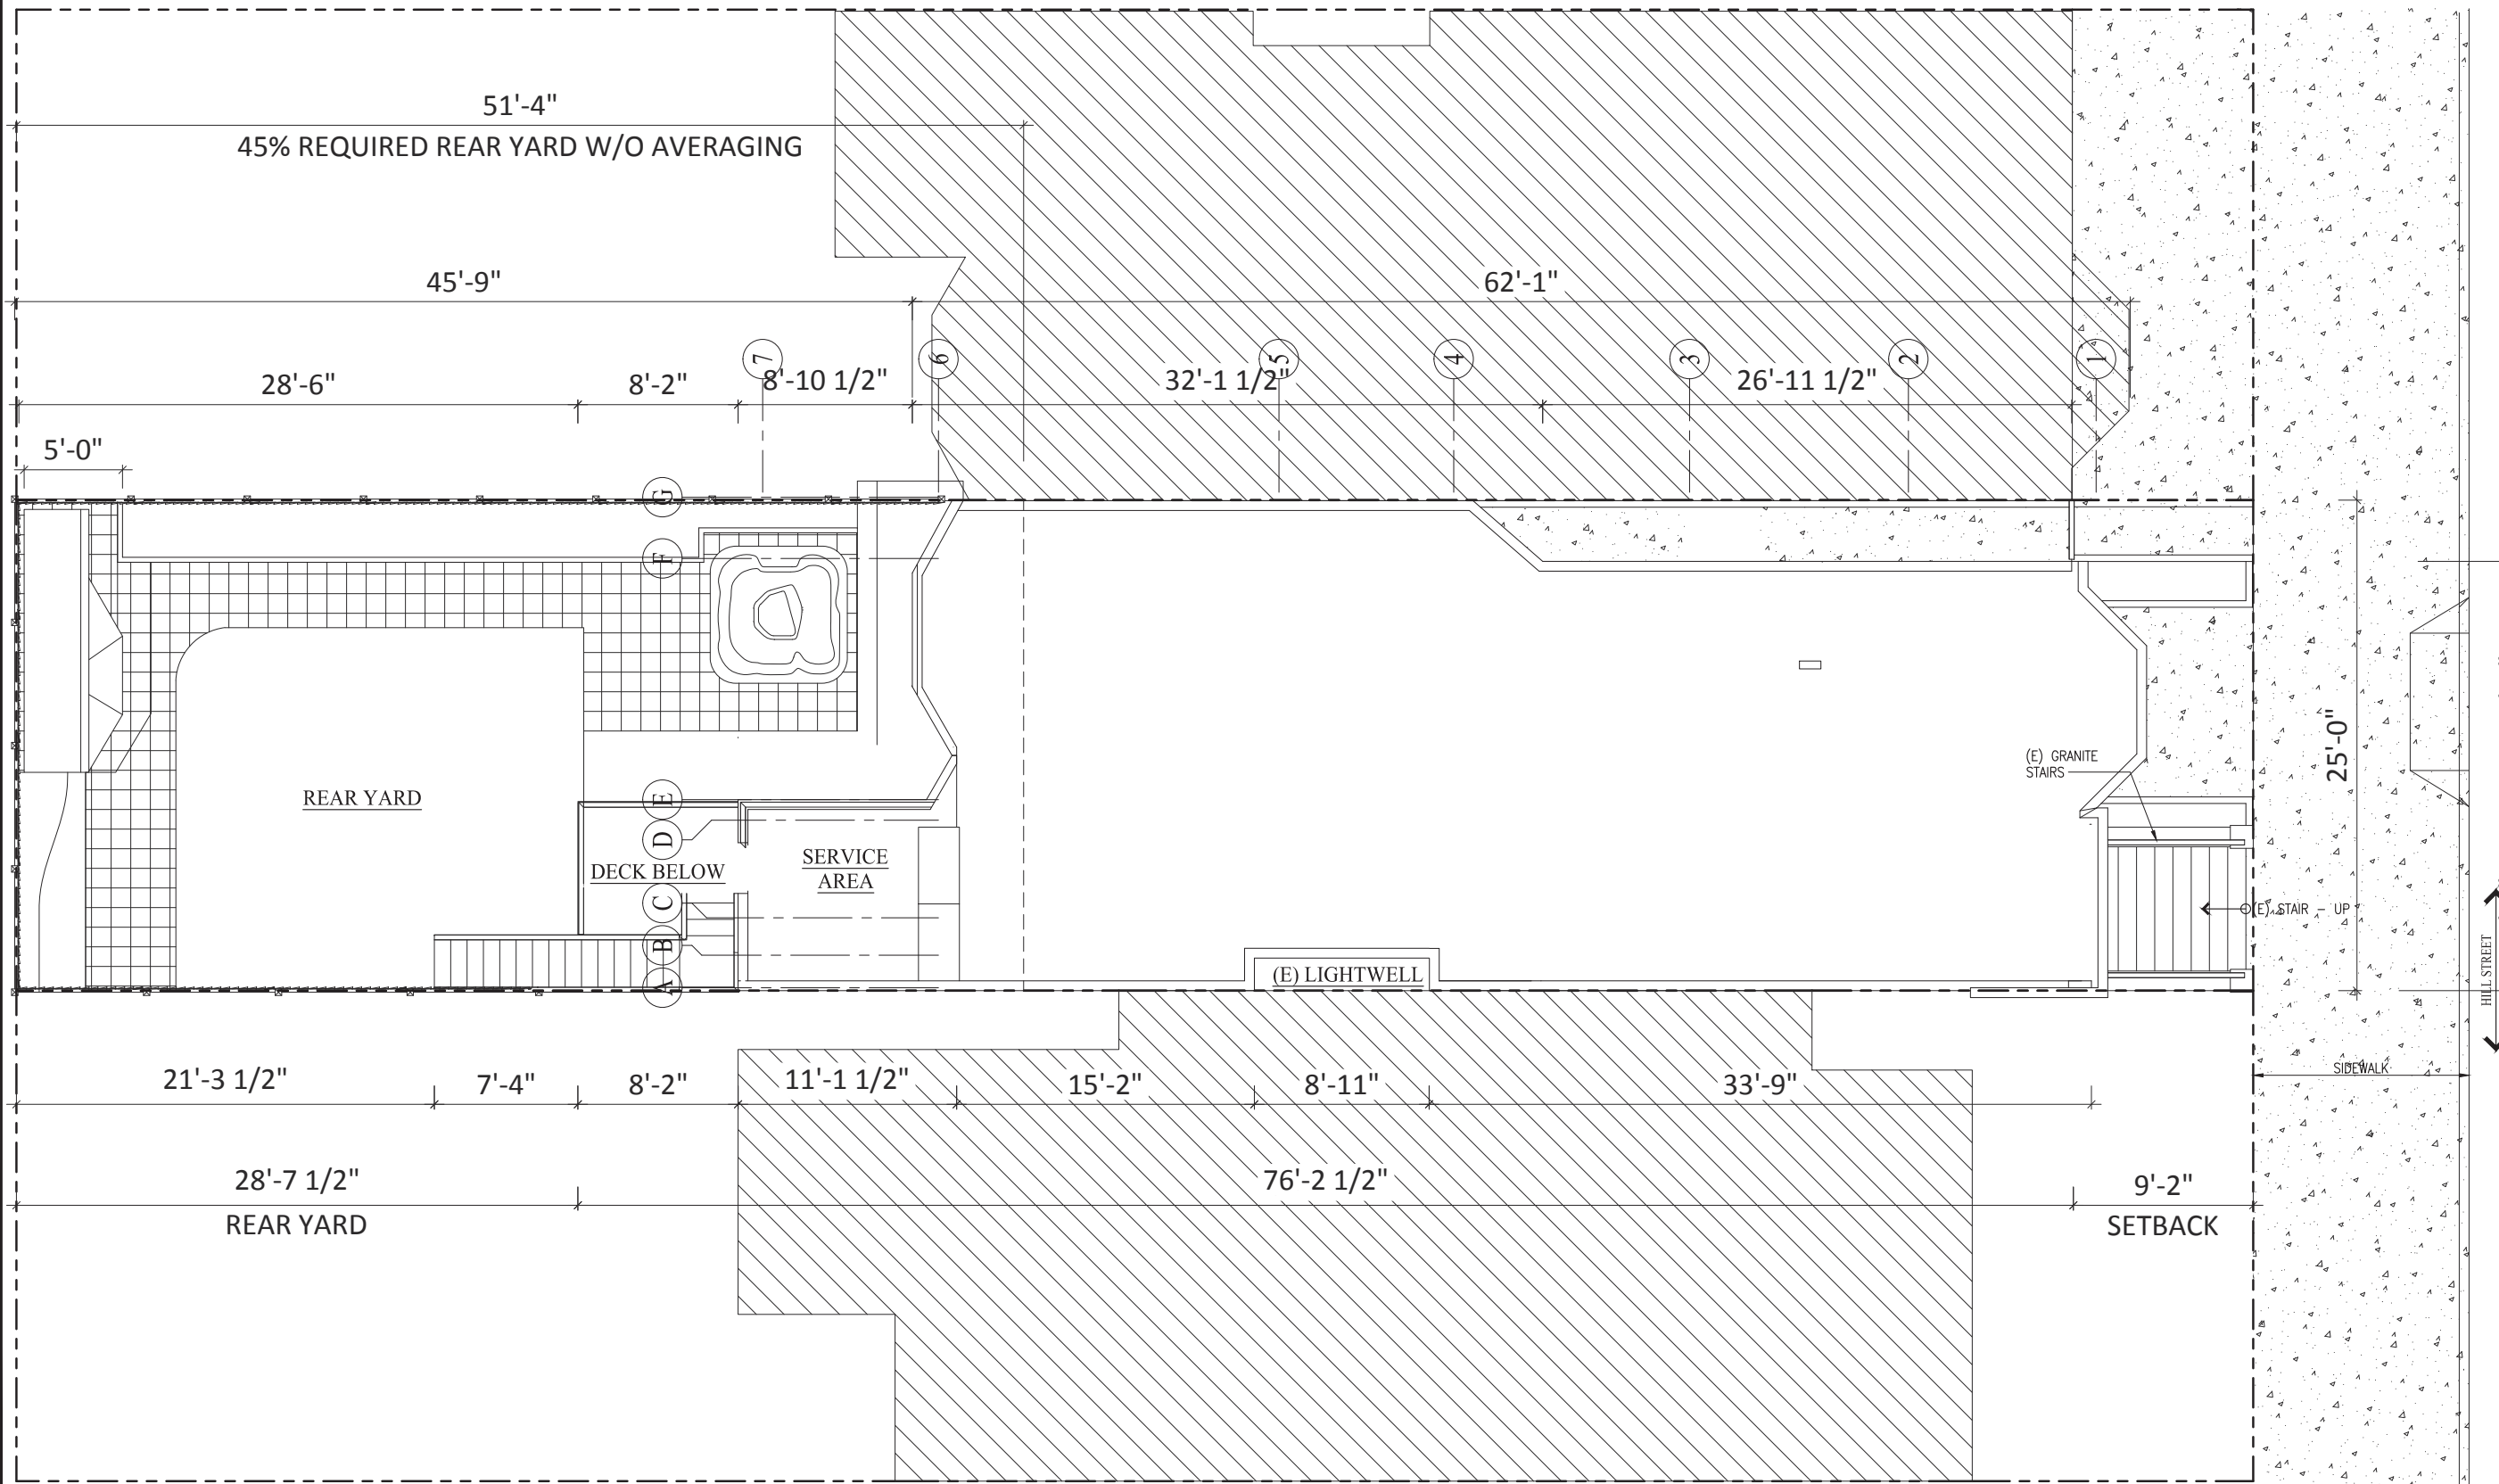 51'-4"
45% REQUIRED REAR YARD W/O AVERAGING
45'-9"
62'-1"
7
6
5
4
3
2
1
28'-6"
8'-2"
8'-10 1/2"
32'-1 1/2"
26'-11 1/2"
5'-0"
G
F
25'-0"
(E) GRANITE
STAIRS
REAR YARD
E
D
DECK BELOW
SERVICE
AREA
C
(E) STAIR - UP
B
A
(E) LIGHTWELL
HILL STREET
SIDEWALK
21'-3 1/2"
7'-4"
8'-2"
11'-1 1/2"
15'-2"
8'-11"
33'-9"
28'-7 1/2"
REAR YARD
76'-2 1/2"
9'-2"
SETBACK